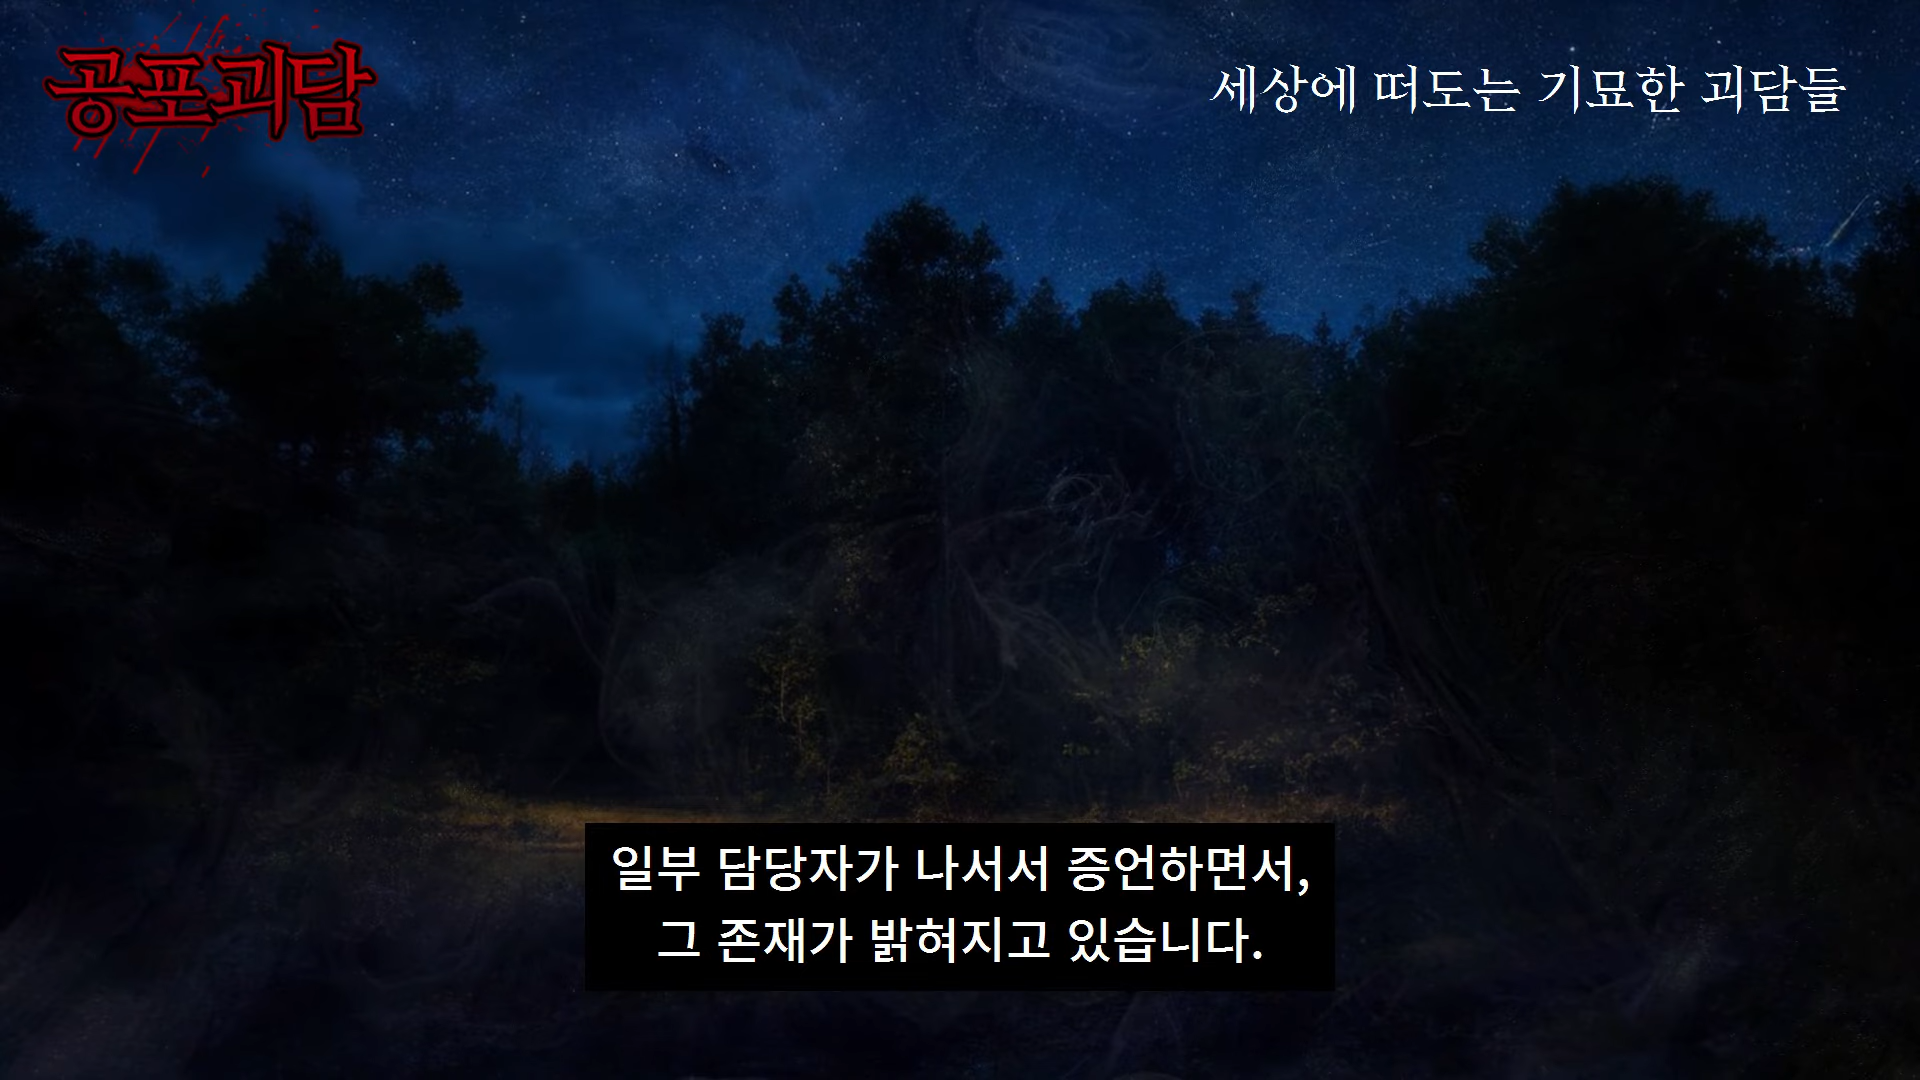 공포괴담
세상에 떠도는 기묘한 괴담들
일부 담당자가 나서서 증언하면서,
그 존재가 밝혀지고 있습니다.